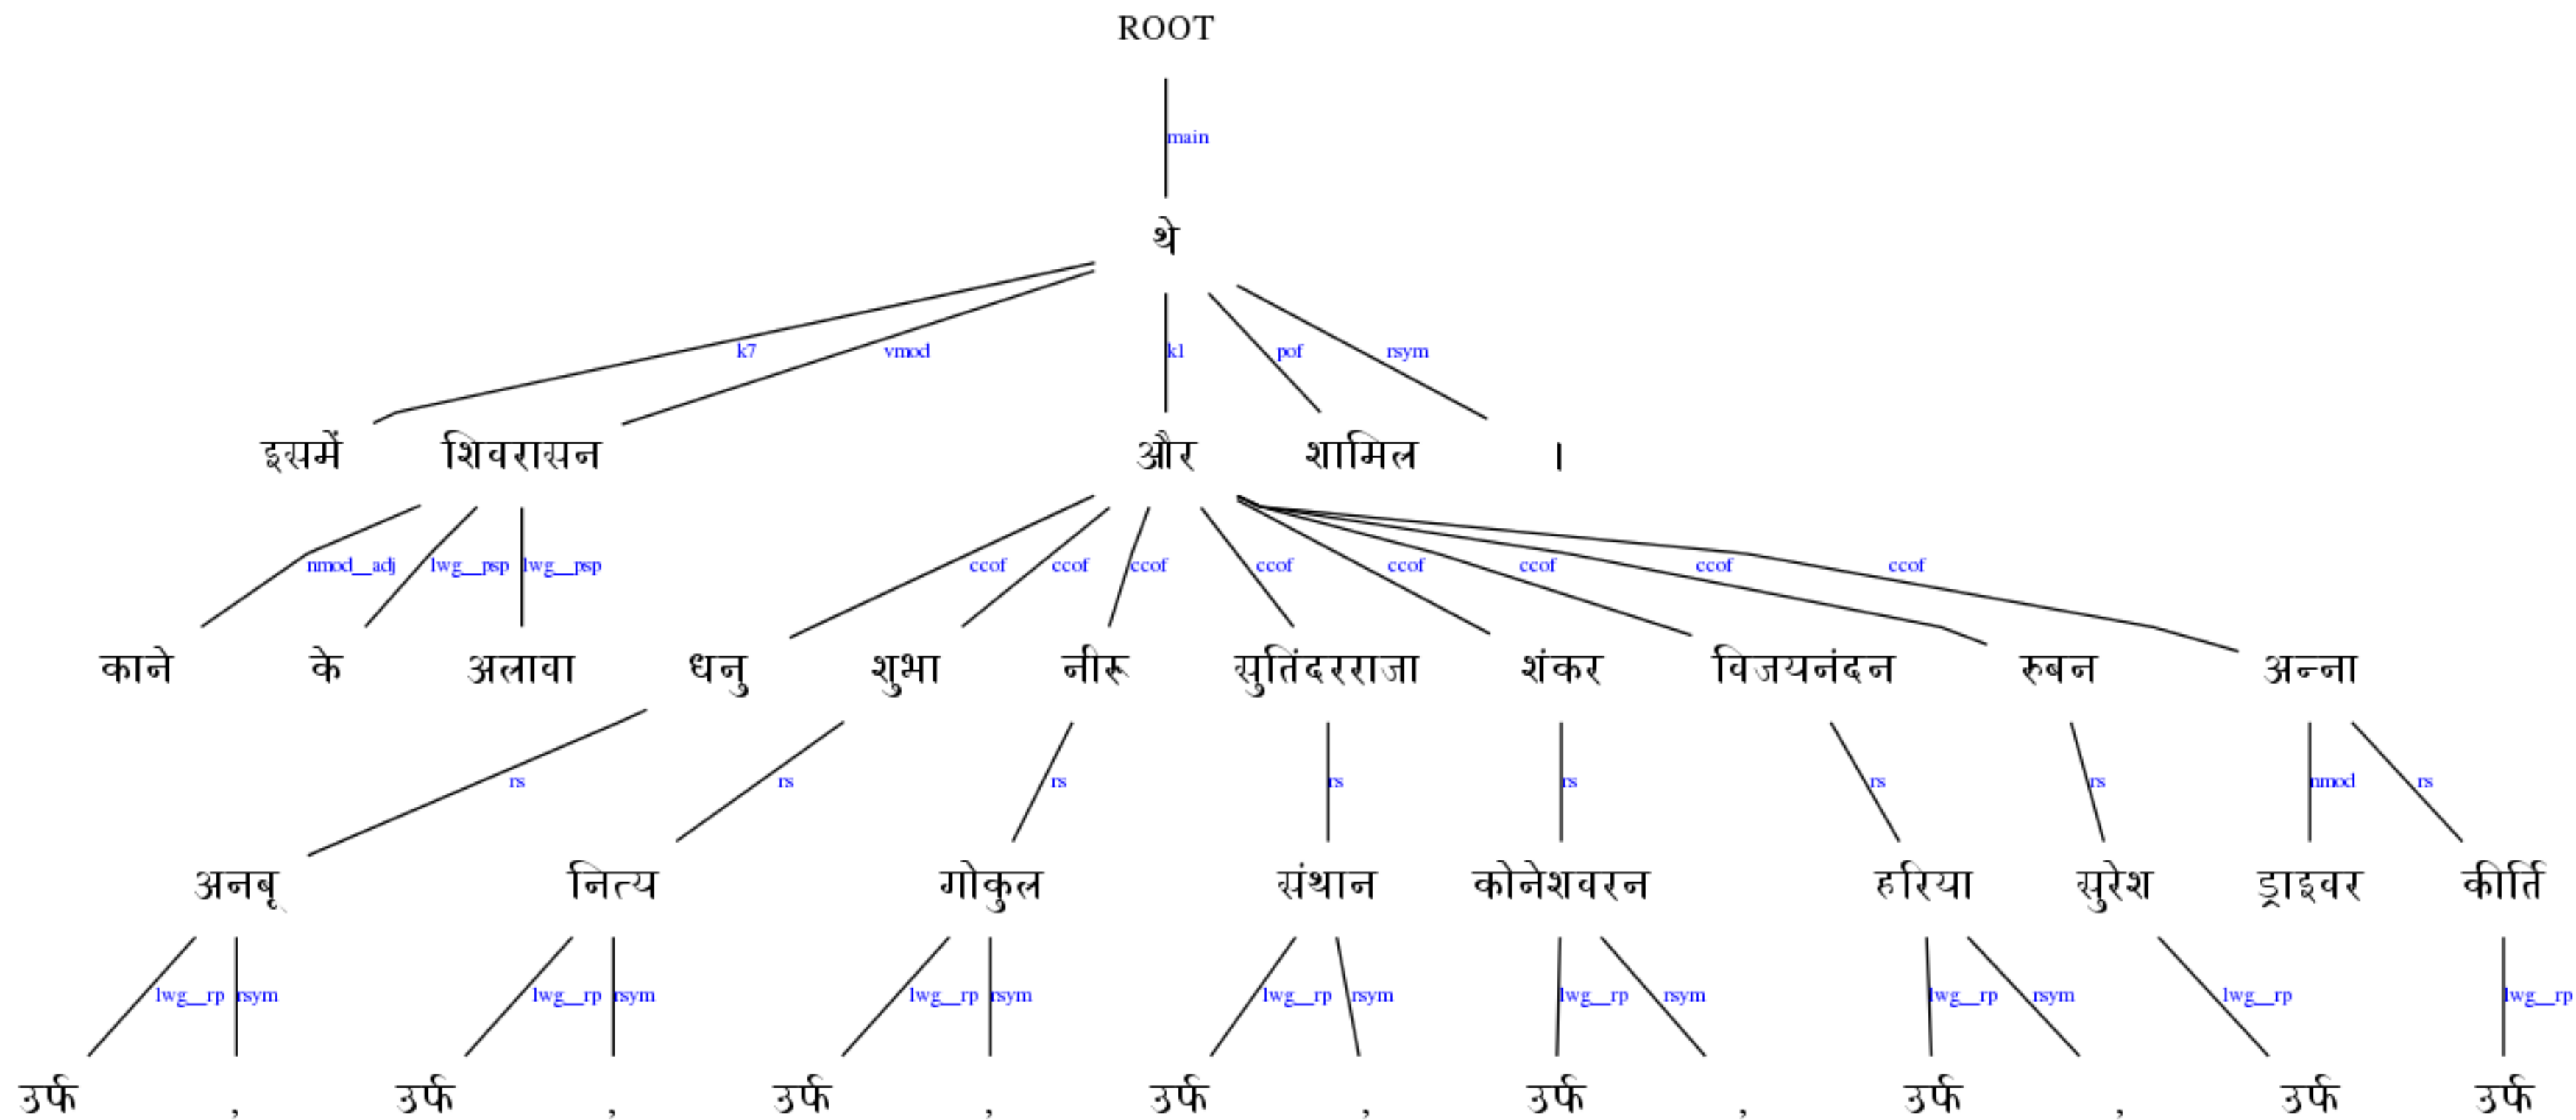 ROOT
main
थे
k7 vmod k1 pof rsym
इसमें शिवरासन और शामिल ।
nmod__adj lwg__psp lwg__psp ccof ccof ccof ccof ccof ccof ccof ccof
काने के अलावा धनु शुभा नीरू सुतिंदरराजा शंकर विजयनंदन रुबन अन्ना
rs rs rs rs rs rs rs nmod rs
अनबू नित्य गोकुल संथान कोनेशवरन हरिया सुरेश ड्राइवर कीर्ति
lwg__rp rsym lwg__rp rsym lwg__rp rsym lwg__rp rsym lwg__rp rsym lwg__rp rsym lwg__rp lwg__rp
उर्फ , उर्फ , उर्फ , उर्फ , उर्फ , उर्फ , उर्फ उर्फ